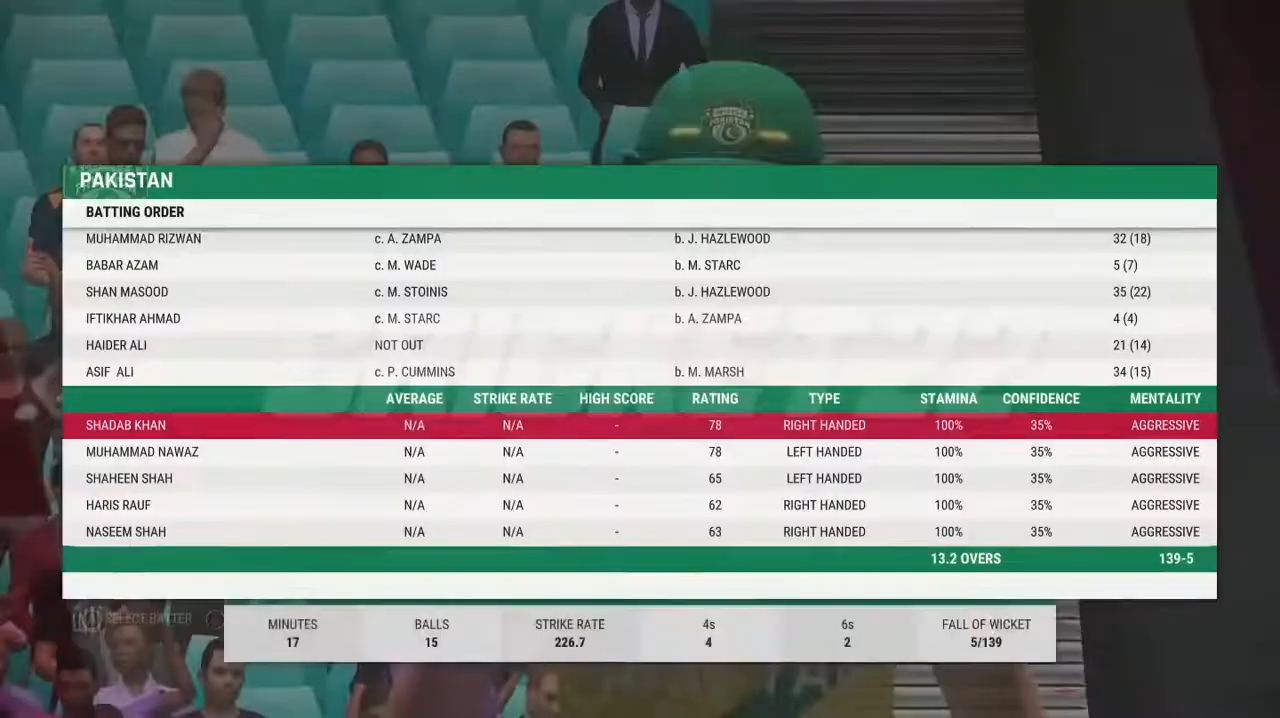 PAKISTAN
BATTING ORDER
MUHAMMAD RIZWAN c. A. ZAMPA b. J. HAZLEWOOD 32 (18)
BABAR AZAM c. M. WADE b. M. STARC 5 (7)
SHAN MASOOD c. M. STOINIS b. J. HAZLEWOOD 35 (22)
IFTIKHAR AHMAD c. M. STARC b. A. ZAMPA 4 (4)
HAIDER ALI NOT OUT 21 (14)
ASIF ALI c. P. CUMMINS b. M. MARSH 34 (15)
AVERAGE STRIKE RATE HIGH SCORE RATING TYPE STAMINA CONFIDENCE MENTALITY
SHADAB KHAN N/A N/A - 78 RIGHT HANDED 100% 35% AGGRESSIVE
MUHAMMAD NAWAZ N/A N/A - 78 LEFT HANDED 100% 35% AGGRESSIVE
SHAHEEN SHAH N/A N/A - 65 LEFT HANDED 100% 35% AGGRESSIVE
HARIS RAUF N/A N/A - 62 RIGHT HANDED 100% 35% AGGRESSIVE
NASEEM SHAH N/A N/A - 63 RIGHT HANDED 100% 35% AGGRESSIVE
13.2 OVERS 139-5
SELECT BATTER
MINUTES BALLS STRIKE RATE 4s 6s FALL OF WICKET
17 15 226.7 4 2 5/139